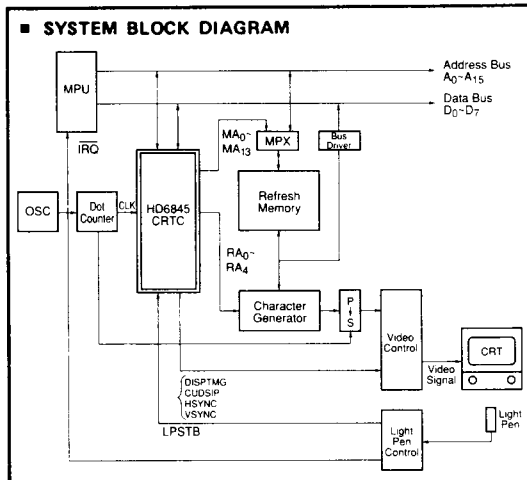 ■ SYSTEM BLOCK DIAGRAM
Address Bus
A0~A15
MPU
Data Bus
D0~D7
IRQ
MA0~
MA13
MPX
Bus
Driver
OSC
Dot
Counter
CLK
HD6845
CRTC
Refresh
Memory
RA0~
RA4
Character
Generator
P
S
Video
Control
CRT
Video
Signal
DISPTMG
CUDSIP
HSYNC
VSYNC
LPSTB
Light
Pen
Control
Light
Pen